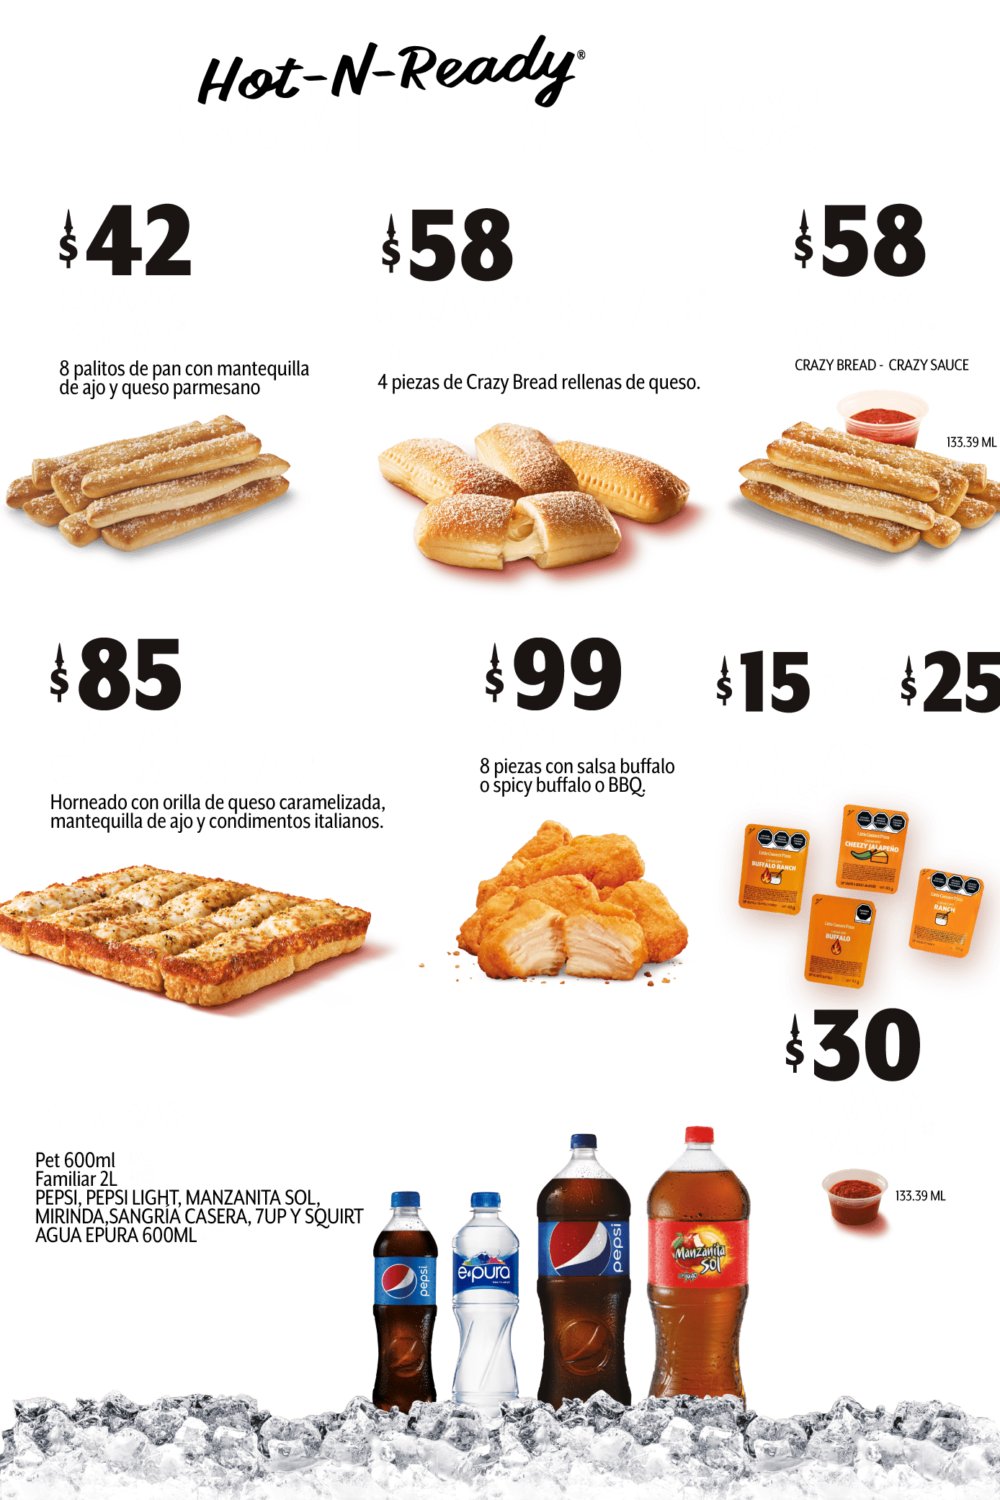 Hot-N-Ready®
$42
$58
$58
8 palitos de pan con mantequilla
de ajo y queso parmesano
4 piezas de Crazy Bread rellenas de queso.
CRAZY BREAD - CRAZY SAUCE
133.39 ML
$85
$99
$15
$25
8 piezas con salsa buffalo
o spicy buffalo o BBQ.
Horneado con orilla de queso caramelizada,
mantequilla de ajo y condimentos italianos.
BUFFALO RANCH
CHEEZY JALAPEÑO
RANCH
BUFFALO
$30
Pet 600ml
Familiar 2L
PEPSI, PEPSI LIGHT, MANZANITA SOL,
MIRINDA,SANGRIA CASERA, 7UP Y SQUIRT
AGUA EPURA 600ML
133.39 ML
pepsi
e-pura
pepsi
Manzanita
Sol